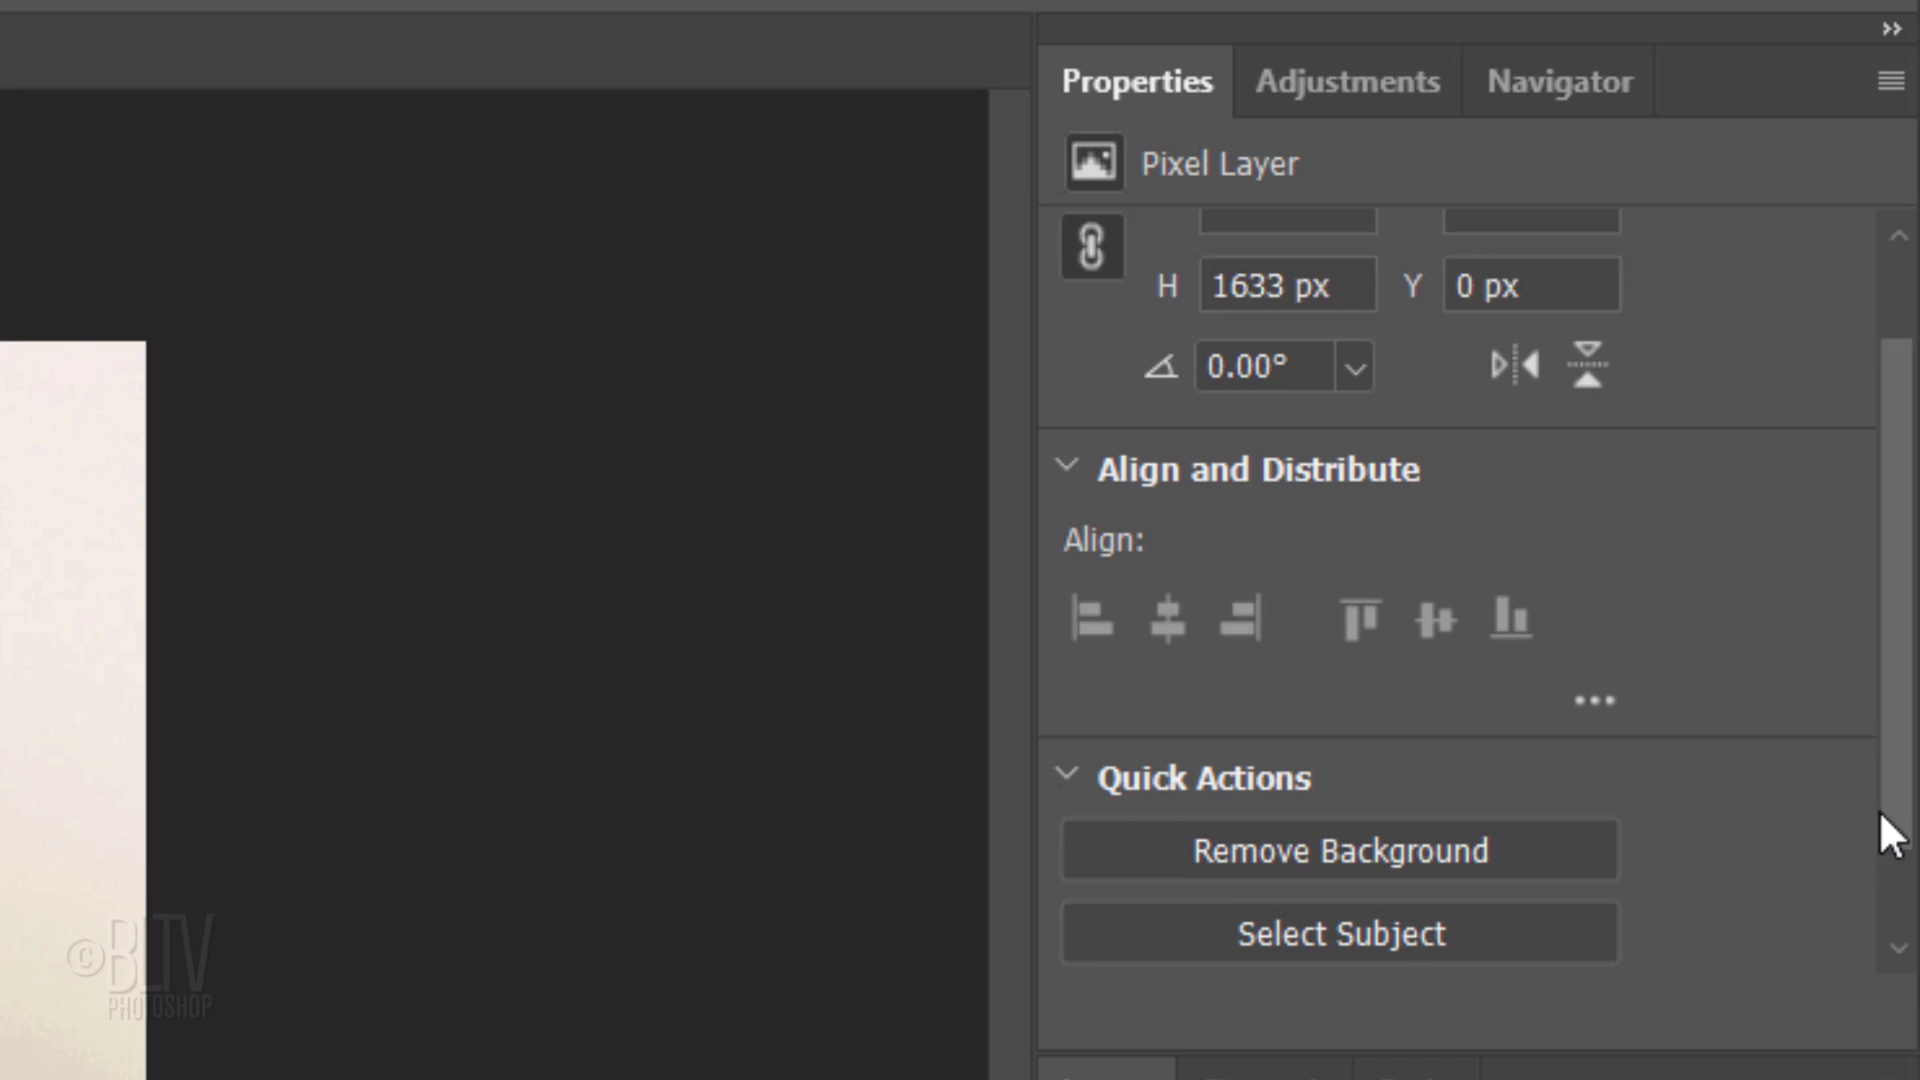 Properties Adjustments Navigator
Pixel Layer
H 1633 px Y 0 px
0.00°
Align and Distribute
Align:
Quick Actions
Remove Background
Select Subject
©BLTV
PHOTOSHOP